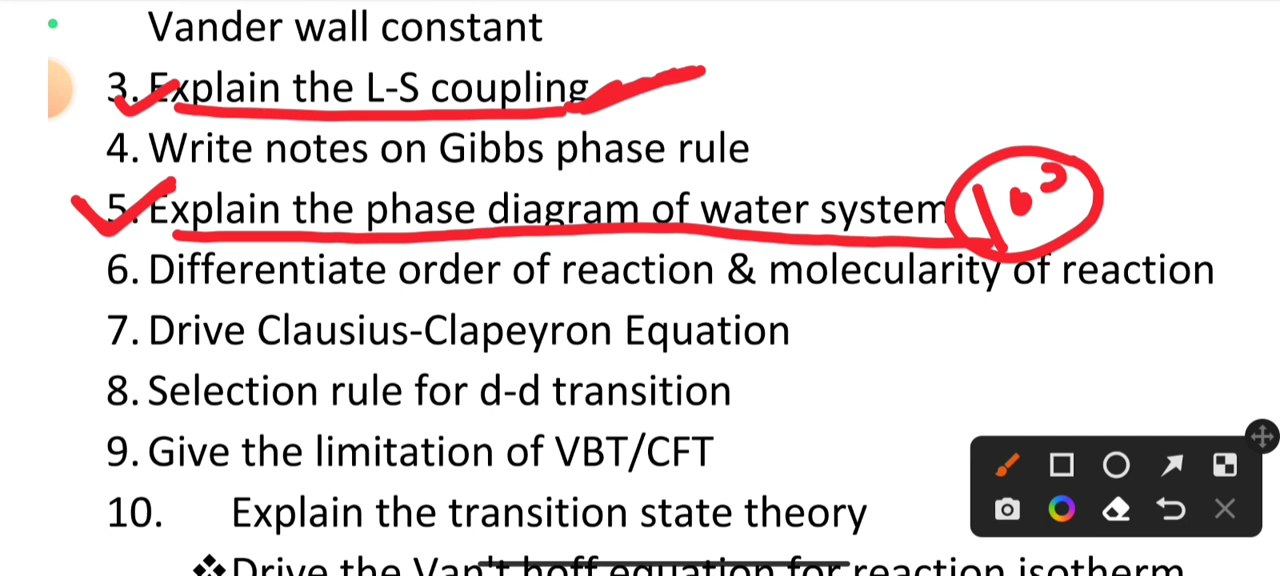 Vander wall constant
3. Explain the L-S coupling
4. Write notes on Gibbs phase rule
5. Explain the phase diagram of water system
6. Differentiate order of reaction & molecularity of reaction
7. Drive Clausius-Clapeyron Equation
8. Selection rule for d-d transition
9. Give the limitation of VBT/CFT
10. Explain the transition state theory
❖ Drive the Van't hoff equation for reaction isotherm